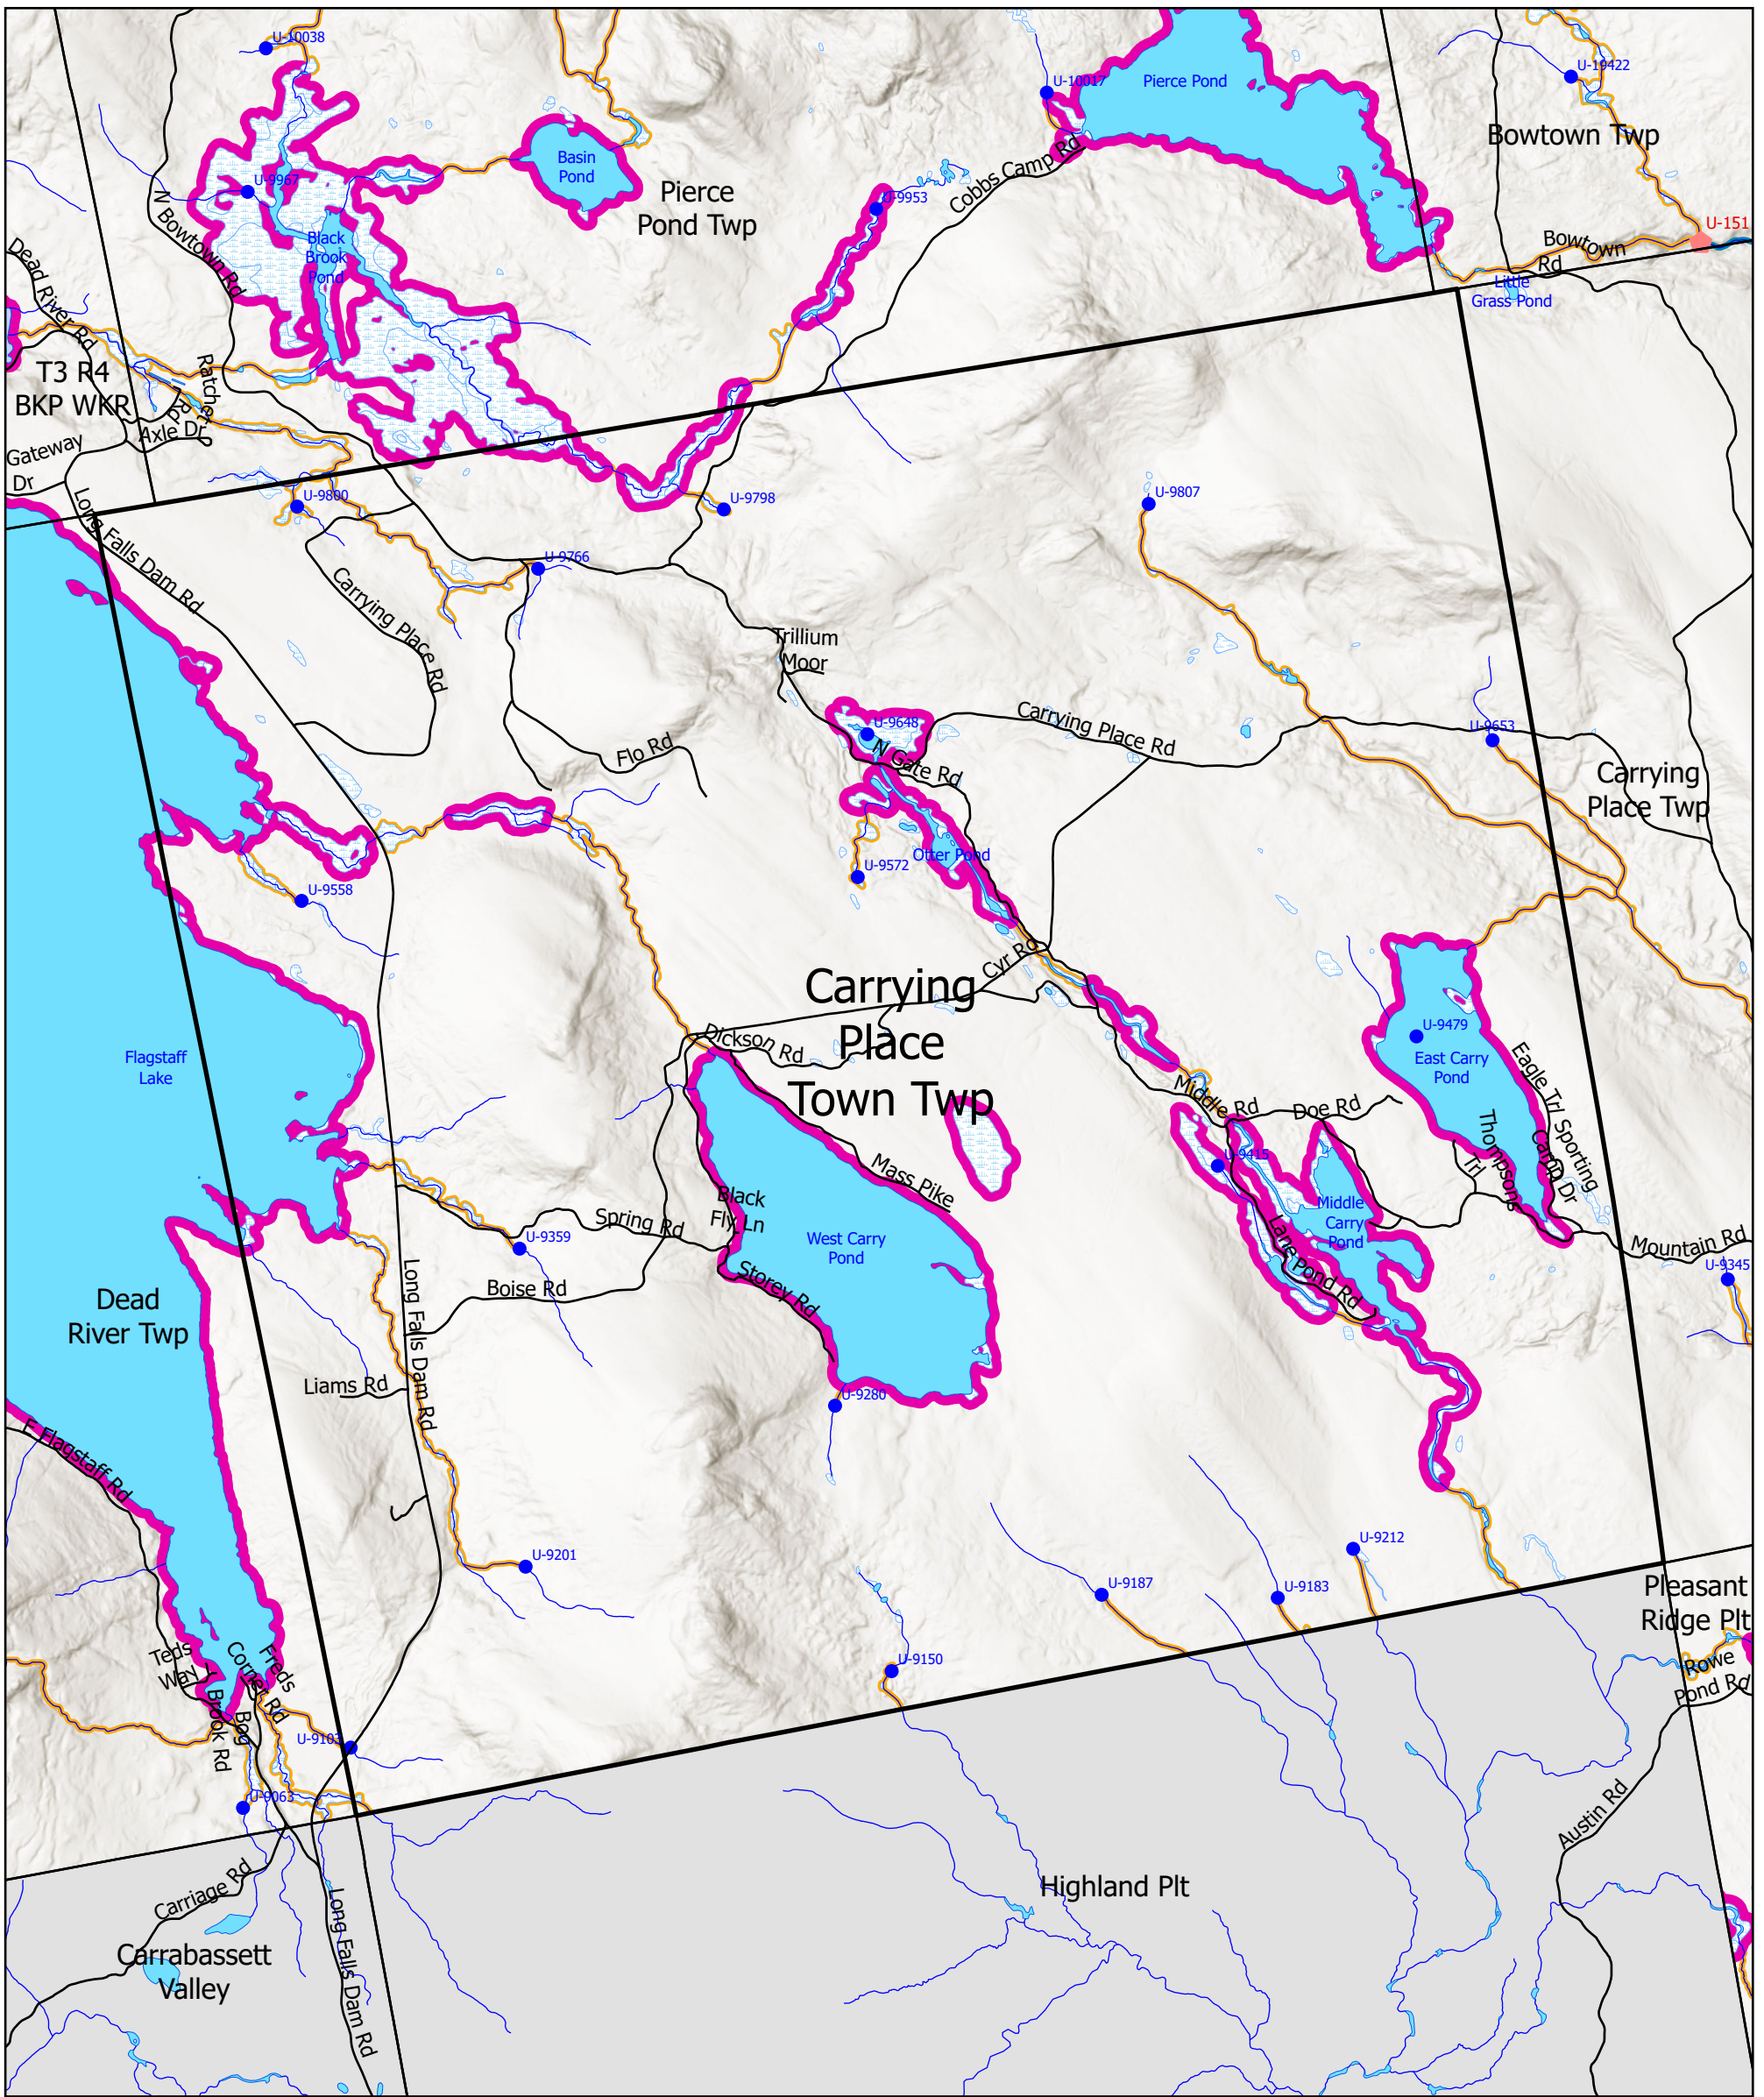 U-10038
U-10017
Pierce Pond
U-19422
Bowtown Twp
Basin
Pond
U-9967
Pierce
Pond Twp
U-9953
Cobbs Camp Rd
N Bowtown Rd
Black
Brook
Pond
U-151
Bowtown
Rd
Little
Grass Pond
Dead River Rd
T3 R4
BKP WKR
Ratchet
Rd
Axle Dr
Gateway
Dr
U-9800
U-9798
U-9807
Long Falls Dam Rd
U-9766
Carrying Place Rd
Trillium
Moor
U-9648
Carrying Place Rd
U-9653
N Gate Rd
Flo Rd
Carrying
Place Twp
Otter Pond
U-9572
U-9558
Cyr Rd
Carrying
Place
Town Twp
Dickson Rd
U-9479
East Carry
Pond
Flagstaff
Lake
Eagle Trl
Sporting
Camp Dr
Middle Rd
Doe Rd
Thompsons
Trl
U-9415
Mass Pike
Black
Fly Ln
Middle
Carry
Pond
Spring Rd
U-9359
West Carry
Pond
Lane Pond Rd
Mountain Rd
U-9345
Storey Rd
Boise Rd
Long Falls Dam Rd
Dead
River Twp
Liams Rd
U-9280
E Flagstaff Rd
U-9201
U-9212
U-9187
U-9183
Pleasant
Ridge Plt
Teds
Way
Freds
Corner Rd
U-9150
Rowe
Pond Rd
Bog
Brook Rd
U-9103
U-9063
Austin Rd
Carriage Rd
Long Falls Dam Rd
Highland Plt
Carrabassett
Valley